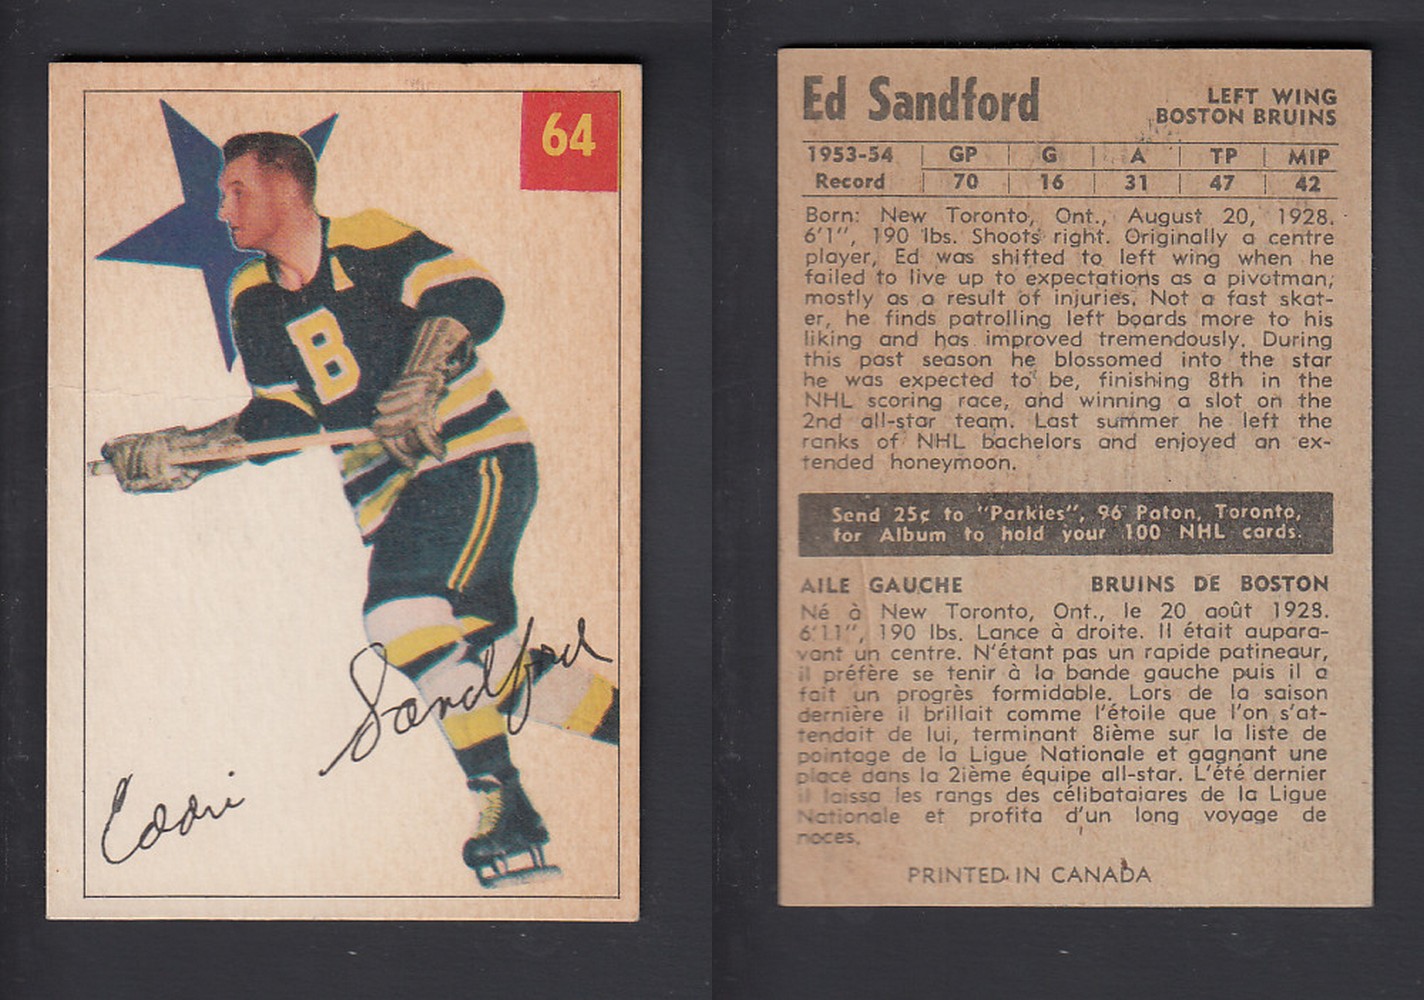 64
B
Eddie Sandford
Ed Sandford
LEFT WING
BOSTON BRUINS
1953-54 GP G A TP MIP
Record 70 16 31 47 42
Born: New Toronto, Ont., August 20, 1928.
6'1", 190 lbs. Shoots right. Originally a centre
player, Ed was shifted to left wing when he
failed to live up to expectations as a pivotman;
mostly as a result of injuries. Not a fast skat-
er, he finds patrolling left boards more to his
liking and has improved tremendously. During
this past season he blossomed into the star
he was expected to be, finishing 8th in the
NHL scoring race, and winning a slot on the
2nd all-star team. Last summer he left the
ranks of NHL bachelors and enjoyed an ex-
tended honeymoon.
Send 25¢ to "Parkies", 96 Paton, Toronto,
for Album to hold your 100 NHL cards.
AILE GAUCHE BRUINS DE BOSTON
Né à New Toronto, Ont., le 20 août 1928.
6'11", 190 lbs. Lance à droite. Il était aupara-
vant un centre. N'étant pas un rapide patineur,
il préfère se tenir à la bande gauche puis il a
fait un progrès formidable. Lors de la saison
dernière il brillait comme l'étoile que l'on s'at-
tendait de lui, terminant 8ième sur la liste de
pointage de la Ligue Nationale et gagnant une
place dans la 2ième équipe all-star. L'été dernier
il laissa les rangs des célibataiares de la Ligue
Nationale et profita d'un long voyage de
noces.
PRINTED IN CANADA